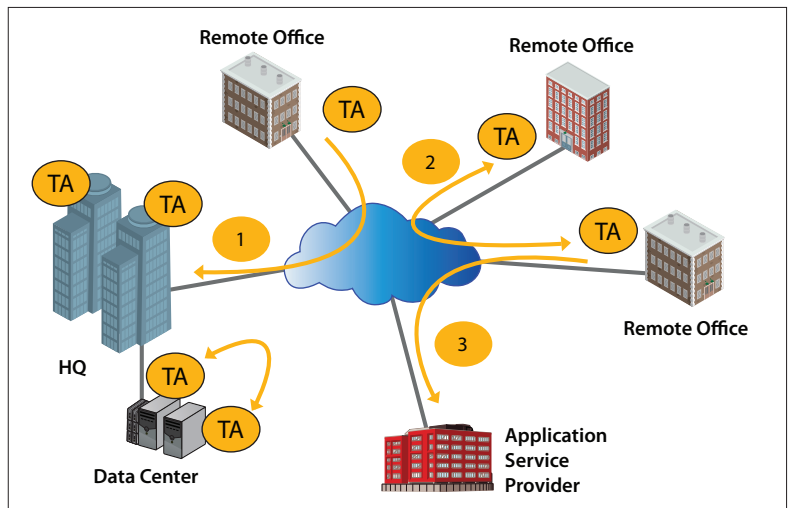 Remote Office
Remote Office
TA
TA
2
TA
TA
1
TA
Remote Office
3
HQ
TA
TA
Data Center
Application
Service
Provider